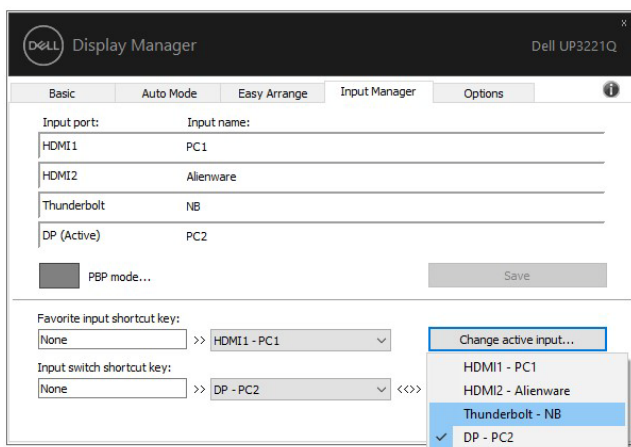 DELL Display Manager Dell UP3221Q
x
Basic Auto Mode Easy Arrange Input Manager Options i
Input port: Input name:
HDMI1 PC1
HDMI2 Alienware
Thunderbolt NB
DP (Active) PC2
PBP mode... Save
Favorite input shortcut key:
None >> HDMI1 - PC1 Change active input...
Input switch shortcut key:
None >> DP - PC2 <<>>
HDMI1 - PC1
HDMI2 - Alienware
Thunderbolt - NB
✓ DP - PC2